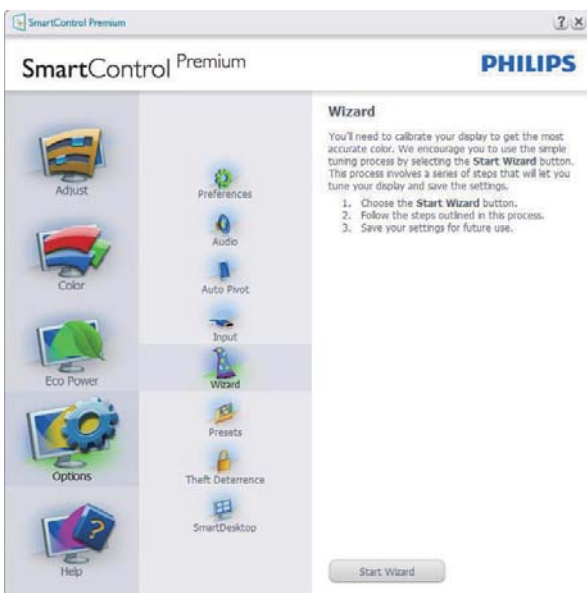 SmartControl Premium
? X
SmartControl Premium
PHILIPS
Adjust
Color
Eco Power
Options
Help
Preferences
Audio
Auto Pivot
Input
Wizard
Presets
Theft Deterrence
SmartDesktop
Wizard
You'll need to calibrate your display to get the most
accurate color. We encourage you to use the simple
tuning process by selecting the Start Wizard button.
This process involves a series of steps that will let you
tune your display and save the settings.
1. Choose the Start Wizard button.
2. Follow the steps outlined in this process.
3. Save your settings for future use.
Start Wizard